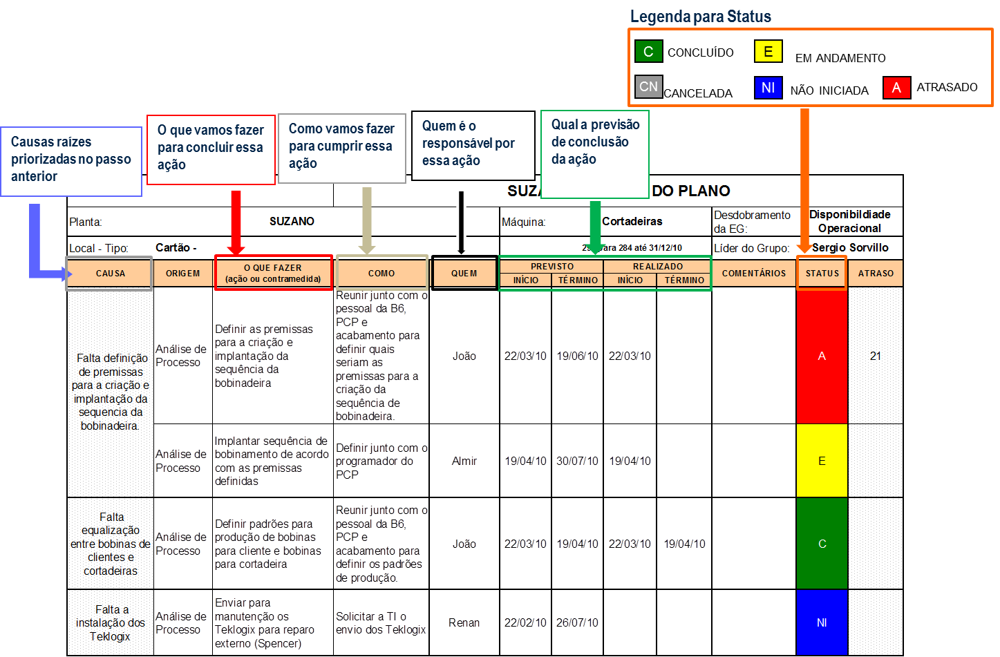 Legenda para Status
C CONCLUÍDO
E EM ANDAMENTO
CN CANCELADA
NI NÃO INICIADA
A ATRASADO
Causas raízes
priorizadas no passo
anterior
O que vamos fazer
para concluir essa
ação
Como vamos fazer
para cumprir essa
ação
Quem é o
responsável por
essa ação
Qual a previsão
de conclusão
da ação
DO PLANO
Planta:
SUZANO
Máquina:
Cortadeiras
Desdobramento
da EG:
Disponibildiade
Operacional
Local - Tipo:
Cartão -
284 até 31/12/10
Líder do Grupo:
Sergio Sorvillo
CAUSA
ORIGEM
O QUE FAZER
(ação ou contramedida)
COMO
QUEM
PREVISTO
INÍCIO
TÉRMINO
REALIZADO
INÍCIO
TÉRMINO
COMENTÁRIOS
STATUS
ATRASO
Falta definição
de premissas
para a criação e
implantação da
sequencia da
bobinadeira.
Análise de
Processo
Definir as premissas
para a criação e
implantação da
sequência da
bobinadeira
Reunir junto com o
pessoal da B6,
PCP e
acabamento para
definir quais
seriam as
premissas para a
criação da
sequência de
bobinadeira.
João
22/03/10
19/06/10
22/03/10
A
21
Análise de
Processo
Implantar sequência de
bobinamento de acordo
com as premissas
definidas
Definir junto com o
programador do
PCP
Almir
19/04/10
30/07/10
19/04/10
E
Falta
equalização
entre bobinas de
clientes e
cortadeiras
Análise de
Processo
Definir padrões para
produção de bobinas
para cliente e bobinas
para cortadeira
Reunir junto com o
pessoal da B6,
PCP e
acabamento para
definir os padrões
de produção.
João
22/03/10
19/04/10
22/03/10
19/04/10
C
Falta a
instalação dos
Teklogix
Análise de
Processo
Enviar para
manutenção os
Teklogix para reparo
externo (Spencer)
Solicitar a TI o
envio dos Teklogix
Renan
22/02/10
26/07/10
NI